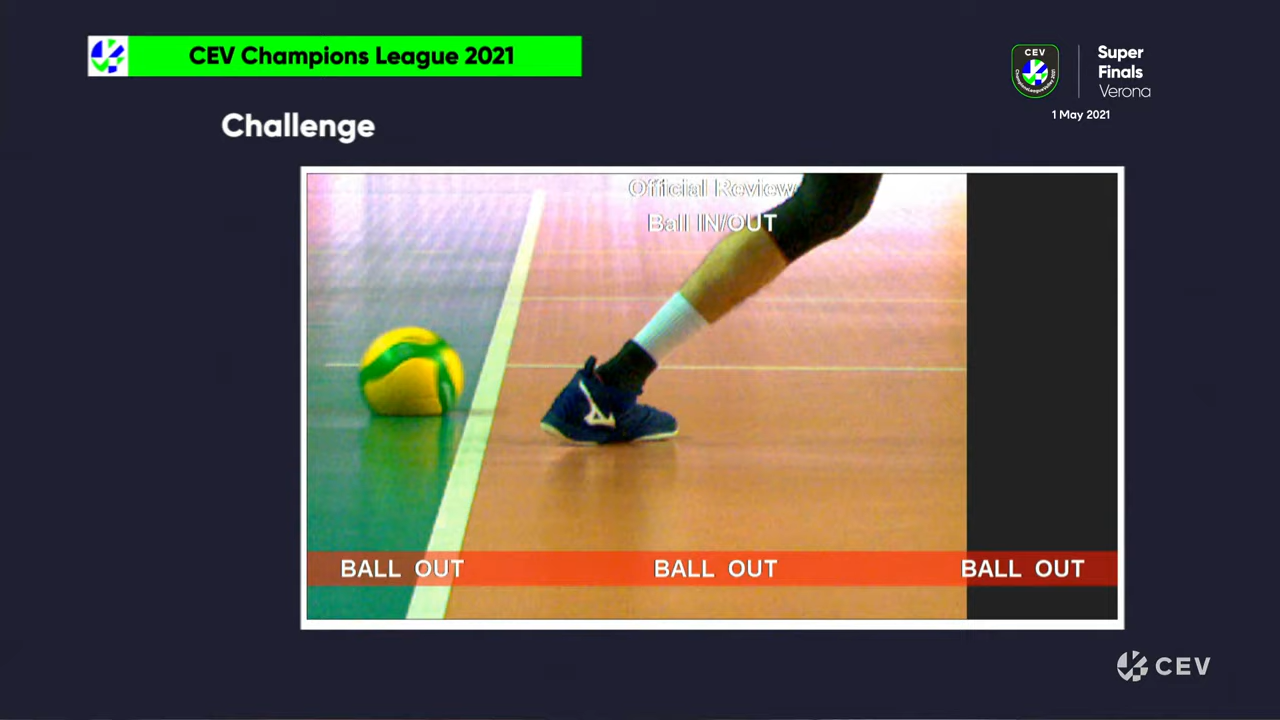 CEV Champions League 2021
CEV
Super
Finals
Verona
1 May 2021
Challenge
Official Review
Ball IN/OUT
BALL OUT BALL OUT BALL OUT
CEV